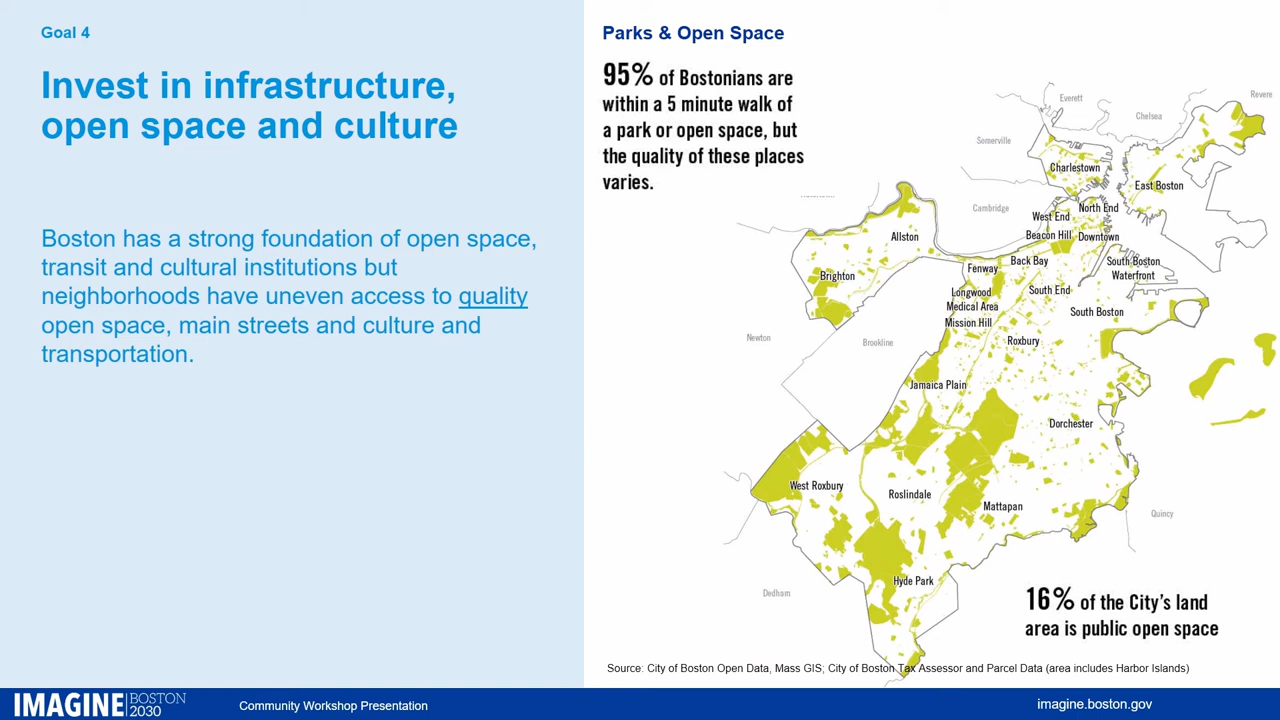 Goal 4
Invest in infrastructure,
open space and culture
Boston has a strong foundation of open space,
transit and cultural institutions but
neighborhoods have uneven access to quality
open space, main streets and culture and
transportation.
Parks & Open Space
95% of Bostonians are
within a 5 minute walk of
a park or open space, but
the quality of these places
varies.
Revere
Everett
Chelsea
Somerville
Charlestown
East Boston
Cambridge
North End
West End
Beacon Hill
Downtown
Allston
Back Bay
South Boston
Waterfront
Fenway
Brighton
South End
Longwood
Medical Area
South Boston
Mission Hill
Newton
Brookline
Roxbury
Jamaica Plain
Dorchester
West Roxbury
Roslindale
Mattapan
Quincy
Hyde Park
Dedham
16% of the City's land
area is public open space
Source: City of Boston Open Data, Mass GIS; City of Boston Tax Assessor and Parcel Data (area includes Harbor Islands)
IMAGINE BOSTON
2030
Community Workshop Presentation
imagine.boston.gov